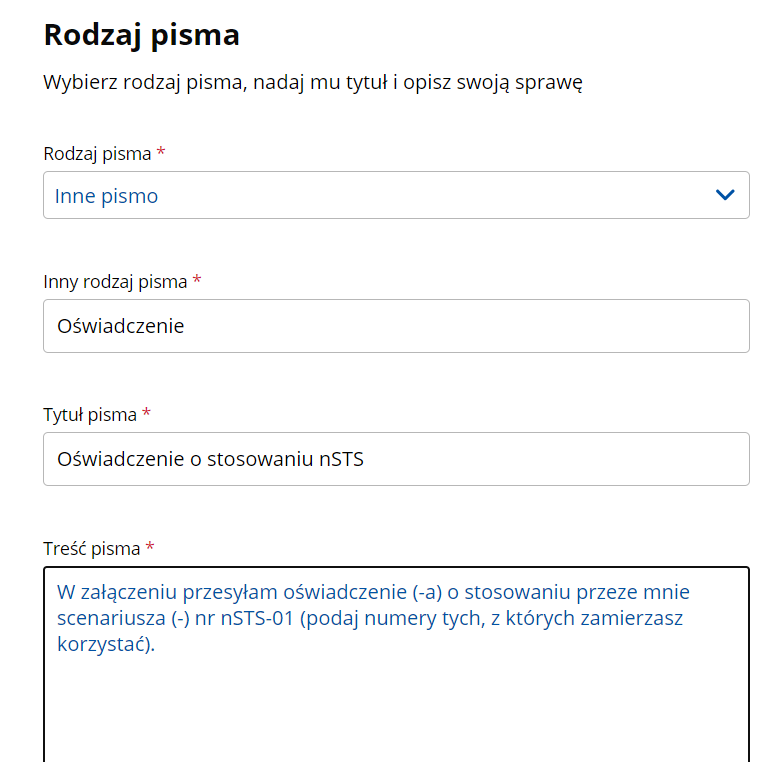 Rodzaj pisma
Wybierz rodzaj pisma, nadaj mu tytuł i opisz swoją sprawę
Rodzaj pisma *
Inne pismo
Inny rodzaj pisma *
Oświadczenie
Tytuł pisma *
Oświadczenie o stosowaniu nSTS
Treść pisma *
W załączeniu przesyłam oświadczenie (-a) o stosowaniu przeze mnie
scenariusza (-) nr nSTS-01 (podaj numery tych, z których zamierzasz
korzystać).